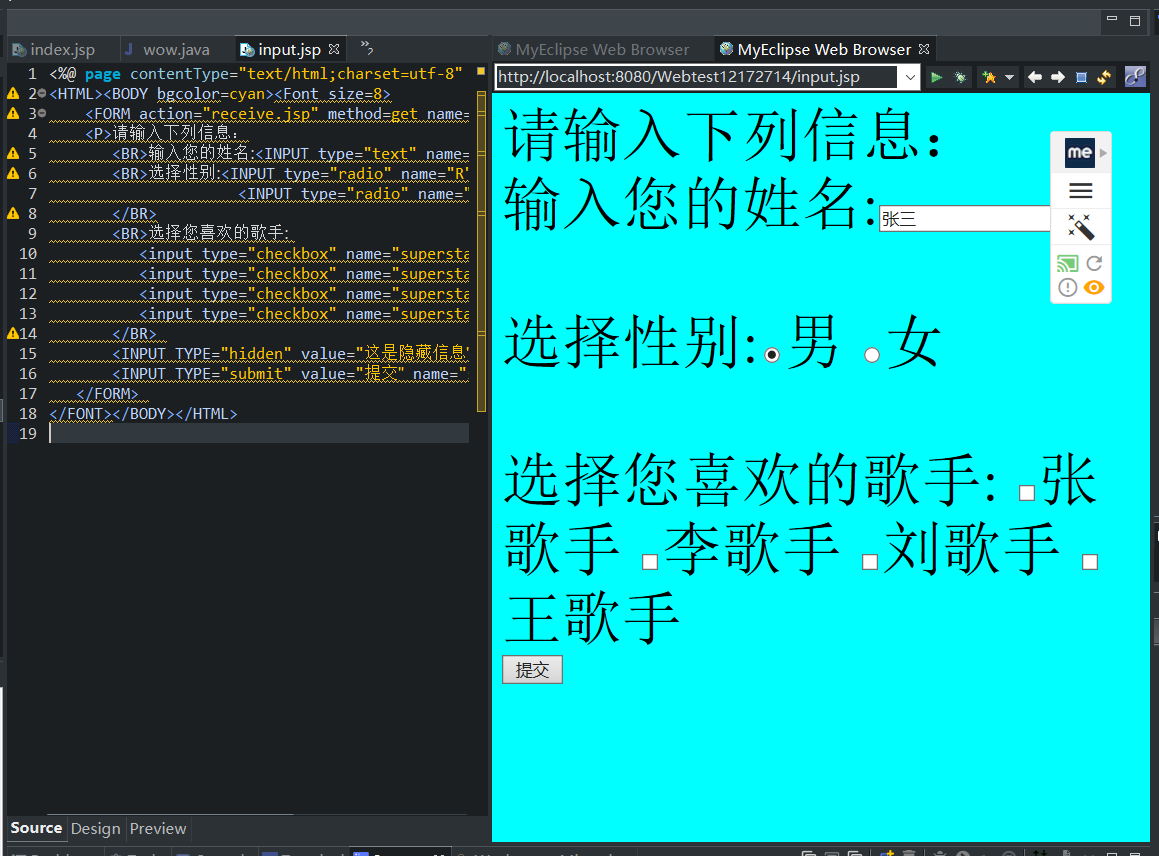 index.jsp
wow.java
input.jsp
MyEclipse Web Browser
MyEclipse Web Browser
1 <%@ page contentType="text/html;charset=utf-8"
2 <HTML><BODY bgcolor=cyan><Font size=8>
3 <FORM action="receive.jsp" method=get name=
4 <P>请输入下列信息:
5 <BR>输入您的姓名:<INPUT type="text" name=
6 <BR>选择性别:<INPUT type="radio" name="R"
7 <INPUT type="radio" name="
8 </BR>
9 <BR>选择您喜欢的歌手:
10 <input type="checkbox" name="supersta
11 <input type="checkbox" name="supersta
12 <input type="checkbox" name="supersta
13 <input type="checkbox" name="supersta
14 </BR>
15 <INPUT TYPE="hidden" value="这是隐藏信息"
16 <INPUT TYPE="submit" value="提交" name="
17 </FORM>
18 </FONT></BODY></HTML>
19
Source Design Preview
http://localhost:8080/Webtest12172714/input.jsp
请输入下列信息：
输入您的姓名:张三
选择性别: 男 女
选择您喜欢的歌手: 张
歌手 李歌手 刘歌手
王歌手
提交
me